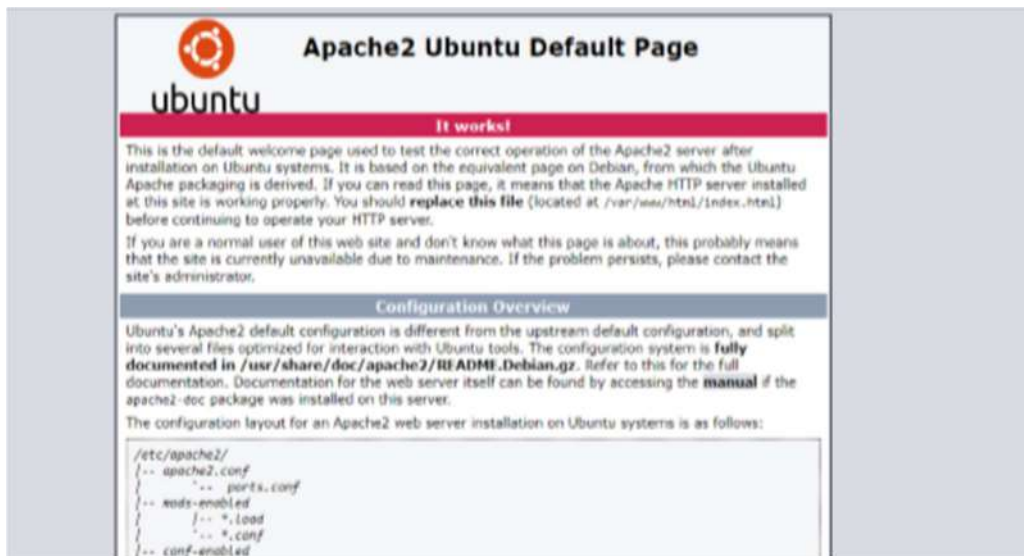 ubuntu
Apache2 Ubuntu Default Page
It works!
This is the default welcome page used to test the correct operation of the Apache2 server after
installation on Ubuntu systems. It is based on the equivalent page on Debian, from which the Ubuntu
Apache packaging is derived. If you can read this page, it means that the Apache HTTP server installed
at this site is working properly. You should replace this file (located at /var/www/html/index.html)
before continuing to operate your HTTP server.
If you are a normal user of this web site and don't know what this page is about, this probably means
that the site is currently unavailable due to maintenance. If the problem persists, please contact the
site's administrator.
Configuration Overview
Ubuntu's Apache2 default configuration is different from the upstream default configuration, and split
into several files optimized for interaction with Ubuntu tools. The configuration system is fully
documented in /usr/share/doc/apache2/README.Debian.gz. Refer to this for the full
documentation. Documentation for the web server itself can be found by accessing the manual if the
apache2-doc package was installed on this server.
The configuration layout for an Apache2 web server installation on Ubuntu systems is as follows:
/etc/apache2/
|-- apache2.conf
|       `--  ports.conf
|-- mods-enabled
|       |-- *.load
|       `-- *.conf
|-- conf-enabled